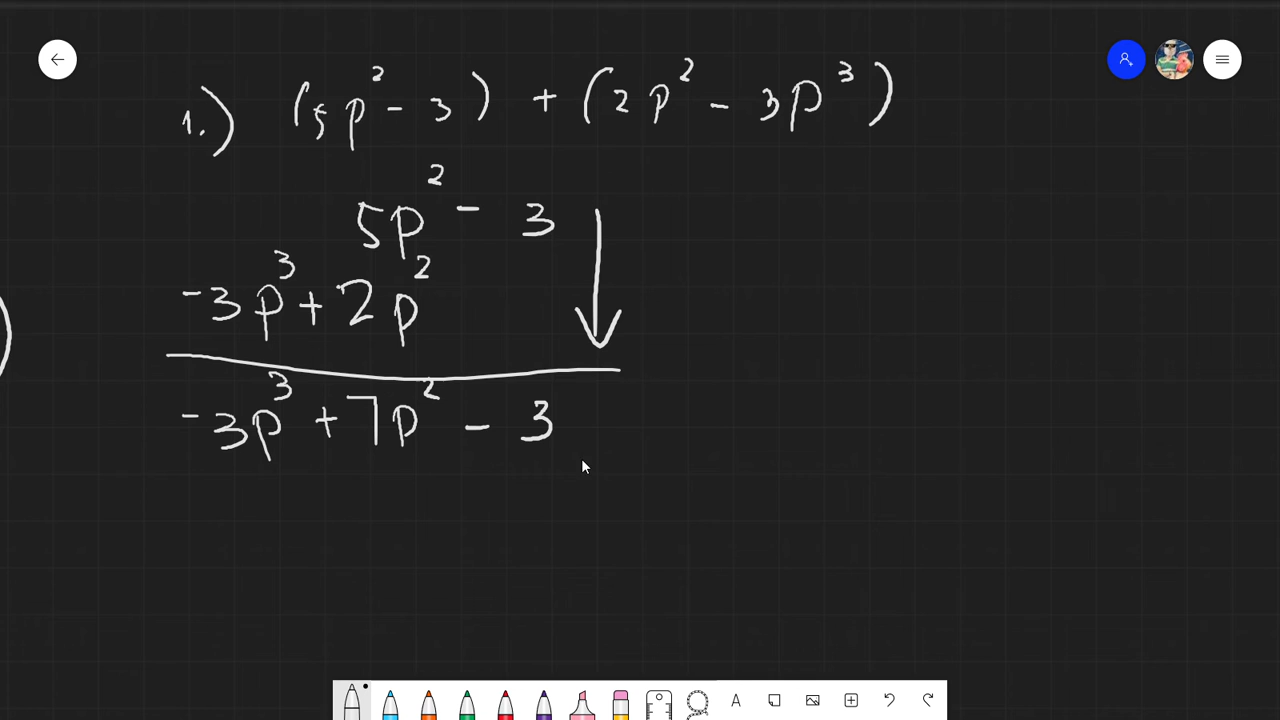 1.) (5p² - 3) + (2p² - 3p³)
5p² - 3
-3p³ + 2p²
-3p³ + 7p² - 3
A